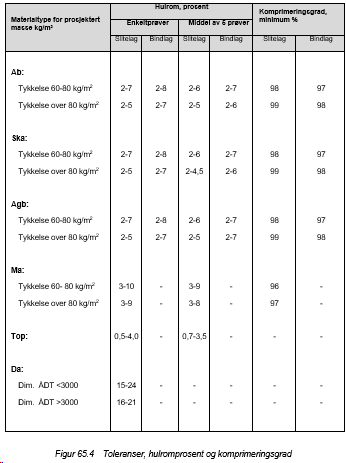 Materialtype for prosjektert masse kg/m² Hulrom, prosent Komprimeringsgrad, minimum %
Enkeltprøver Middel av 5 prøver
Slitelag Bindlag Slitelag Bindlag Slitelag Bindlag
Ab:
Tykkelse 60-80 kg/m² 2-7 2-8 2-6 2-7 98 97
Tykkelse over 80 kg/m² 2-5 2-7 2-5 2-6 99 98
Ska:
Tykkelse 60-80 kg/m² 2-7 2-8 2-6 2-7 98 97
Tykkelse over 80 kg/m² 2-5 2-7 2-4,5 2-6 99 98
Agb:
Tykkelse 60-80 kg/m² 2-7 2-8 2-6 2-7 98 97
Tykkelse over 80 kg/m² 2-5 2-7 2-5 2-7 99 98
Ma:
Tykkelse 60- 80 kg/m² 3-10 - 3-9 - 96 -
Tykkelse over 80 kg/m² 3-9 - 3-8 - 97 -
Top: 0,5-4,0 - 0,7-3,5 - - -
Da:
Dim. ÅDT <3000 15-24 - - - - -
Dim. ÅDT >3000 16-21 - - - - -
Figur 65.4 Toleranser, hulromprosent og komprimeringsgrad